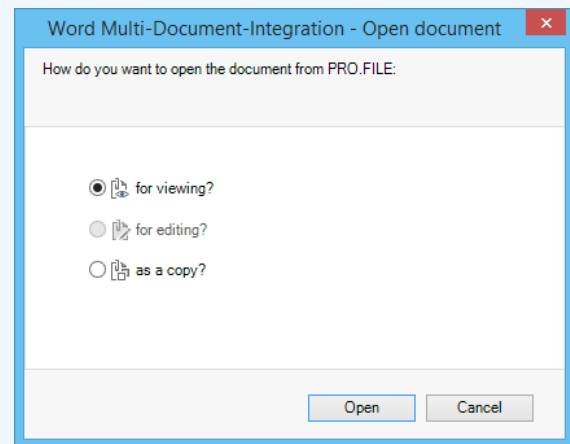 Word Multi-Document-Integration - Open document
How do you want to open the document from PRO.FILE:
for viewing?
for editing?
as a copy?
Open Cancel